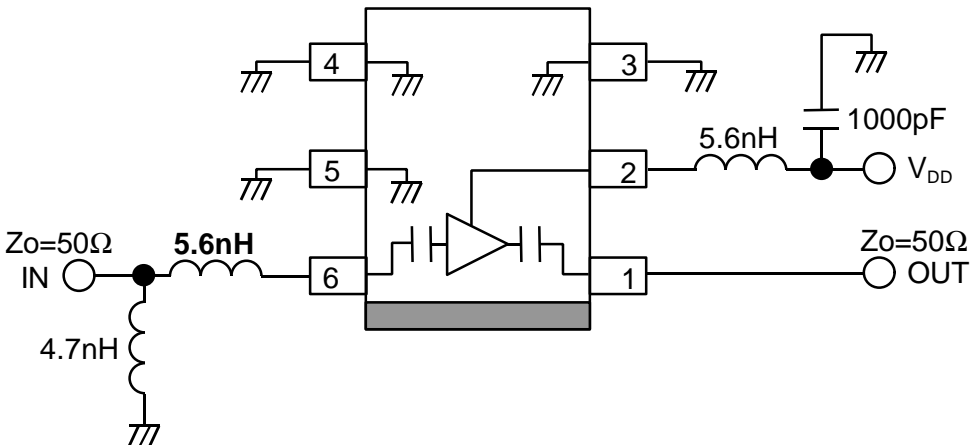 4
3
1000pF
5.6nH
5
2
V_DD
Zo=50Ω
5.6nH
Zo=50Ω
IN
6
1
OUT
4.7nH